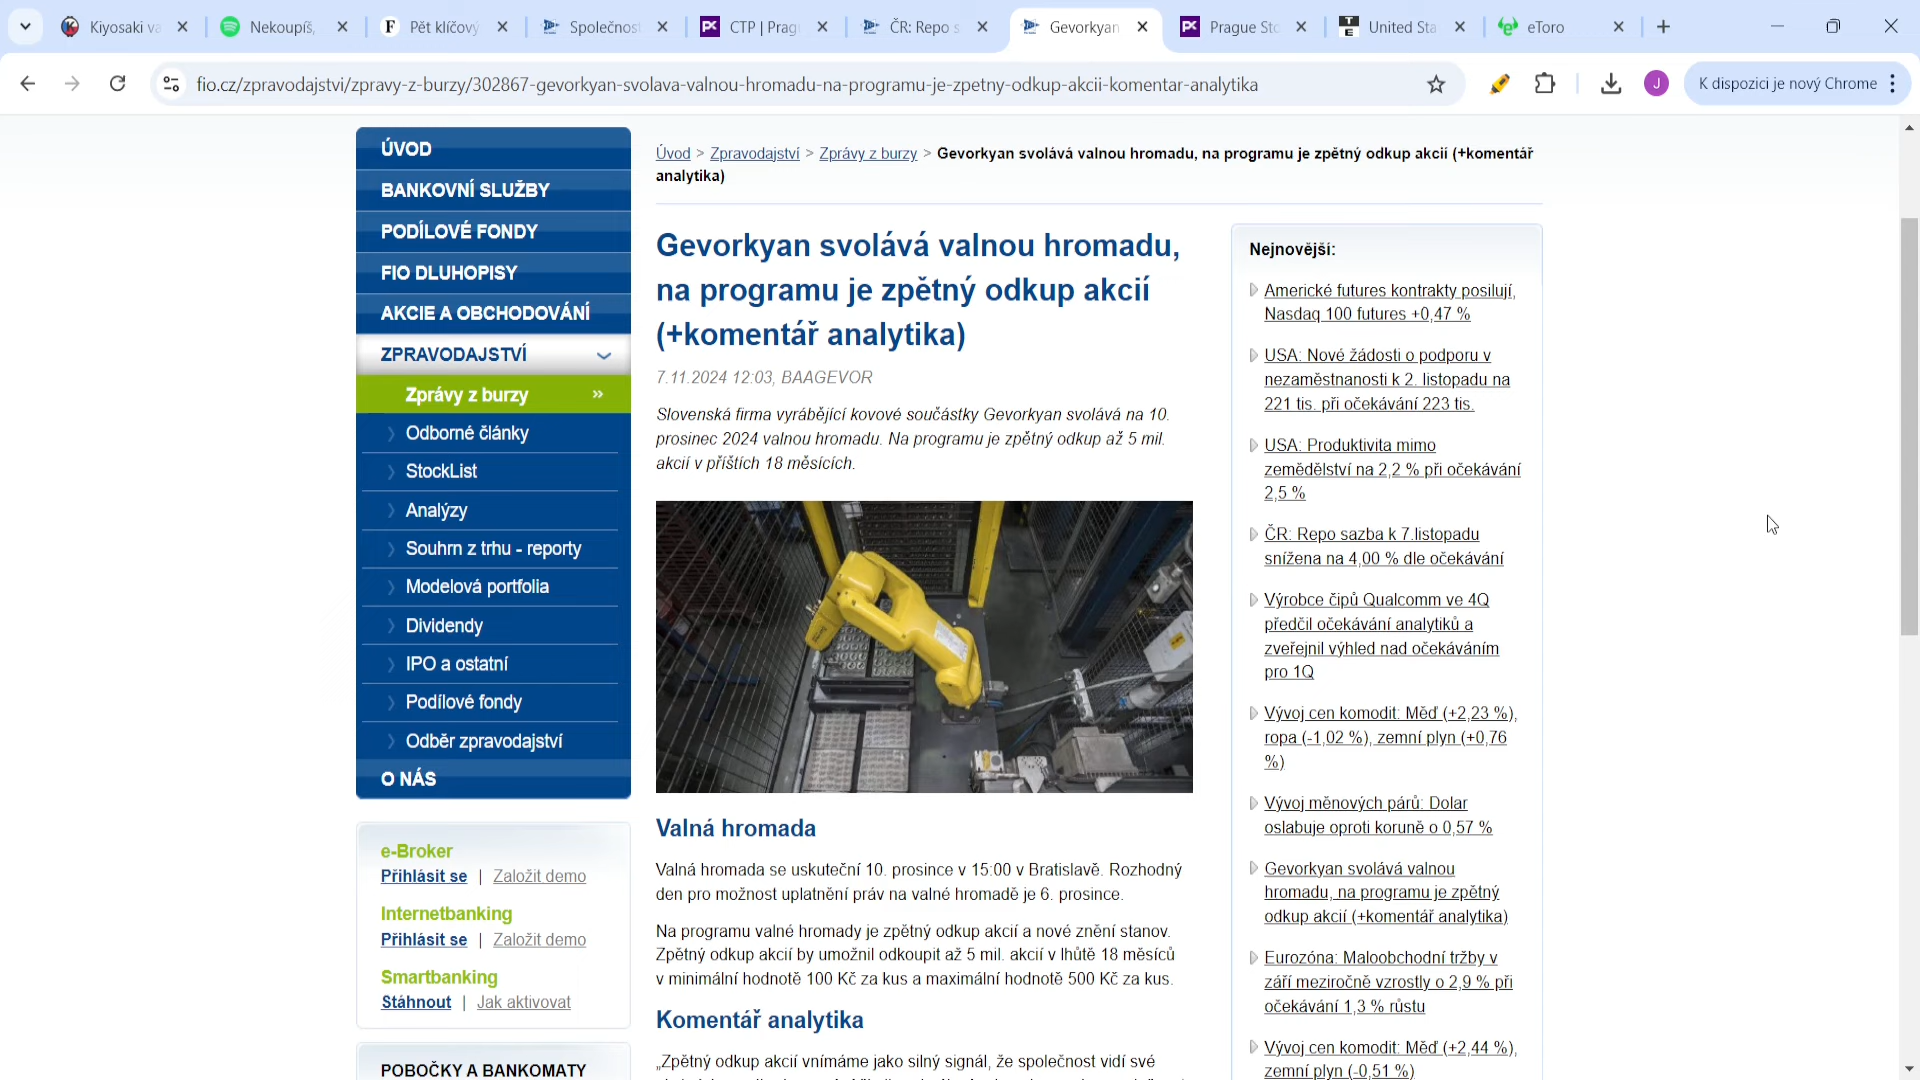 Kiyosaki va
Nekoupíš,
Pět klíčový
Společnost
CTP | Prag
ČR: Repo s
Gevorkyan
Prague Sto
United Sta
eToro
fio.cz/zpravodajstvi/zpravy-z-burzy/302867-gevorkyan-svolava-valnou-hromadu-na-programu-je-zpetny-odkup-akcii-komentar-analytika
J
K dispozici je nový Chrome
ÚVOD
BANKOVNÍ SLUŽBY
PODÍLOVÉ FONDY
FIO DLUHOPISY
AKCIE A OBCHODOVÁNÍ
ZPRAVODAJSTVÍ
Zprávy z burzy »
Odborné články
StockList
Analýzy
Souhrn z trhu - reporty
Modelová portfolia
Dividendy
IPO a ostatní
Podílové fondy
Odběr zpravodajství
O NÁS
e-Broker
Přihlásit se | Založit demo
Internetbanking
Přihlásit se | Založit demo
Smartbanking
Stáhnout | Jak aktivovat
POBOČKY A BANKOMATY
Úvod > Zpravodajství > Zprávy z burzy > Gevorkyan svolává valnou hromadu, na programu je zpětný odkup akcií (+komentář
analytika)
Gevorkyan svolává valnou hromadu,
na programu je zpětný odkup akcií
(+komentář analytika)
7.11.2024 12:03, BAAGEVOR
Slovenská firma vyrábějící kovové součástky Gevorkyan svolává na 10.
prosinec 2024 valnou hromadu. Na programu je zpětný odkup až 5 mil.
akcií v příštích 18 měsících.
Valná hromada
Valná hromada se uskuteční 10. prosince v 15:00 v Bratislavě. Rozhodný
den pro možnost uplatnění práv na valné hromadě je 6. prosince.
Na programu valné hromady je zpětný odkup akcií a nové znění stanov.
Zpětný odkup akcií by umožnil odkoupit až 5 mil. akcií v lhůtě 18 měsíců
v minimální hodnotě 100 Kč za kus a maximální hodnotě 500 Kč za kus.
Komentář analytika
„Zpětný odkup akcií vnímáme jako silný signál, že společnost vidí své
Nejnovější:
Americké futures kontrakty posilují,
Nasdaq 100 futures +0,47 %
USA: Nové žádosti o podporu v
nezaměstnanosti k 2. listopadu na
221 tis. při očekávání 223 tis.
USA: Produktivita mimo
zemědělství na 2,2 % při očekávání
2,5 %
ČR: Repo sazba k 7.listopadu
snížena na 4,00 % dle očekávání
Výrobce čipů Qualcomm ve 4Q
předčil očekávání analytiků a
zveřejnil výhled nad očekáváním
pro 1Q
Vývoj cen komodit: Měď (+2,23 %),
ropa (-1,02 %), zemní plyn (+0,76
%)
Vývoj měnových párů: Dolar
oslabuje oproti koruně o 0,57 %
Gevorkyan svolává valnou
hromadu, na programu je zpětný
odkup akcií (+komentář analytika)
Eurozóna: Maloobchodní tržby v
září meziročně vzrostly o 2,9 % při
očekávání 1,3 % růstu
Vývoj cen komodit: Měď (+2,44 %),
zemní plyn (-0,51 %)